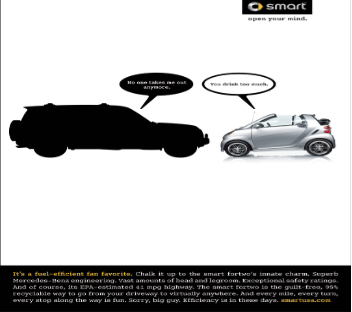 smart
open your mind.
No one takes me out
anymore.
You drink too much.
It's a fuel-efficient fan favorite. Chalk it up to the smart fortwo's innate charm. Superb
Mercedes-Benz engineering. Vast amounts of head and legroom. Exceptional safety ratings.
And of course, its EPA-estimated 41 mpg highway. The smart fortwo is the guilt-free, 95%
recyclable way to go from your driveway to virtually anywhere. And every mile, every turn,
every stop along the way is fun. Sorry, big guy. Efficiency is in these days. smartusa.com